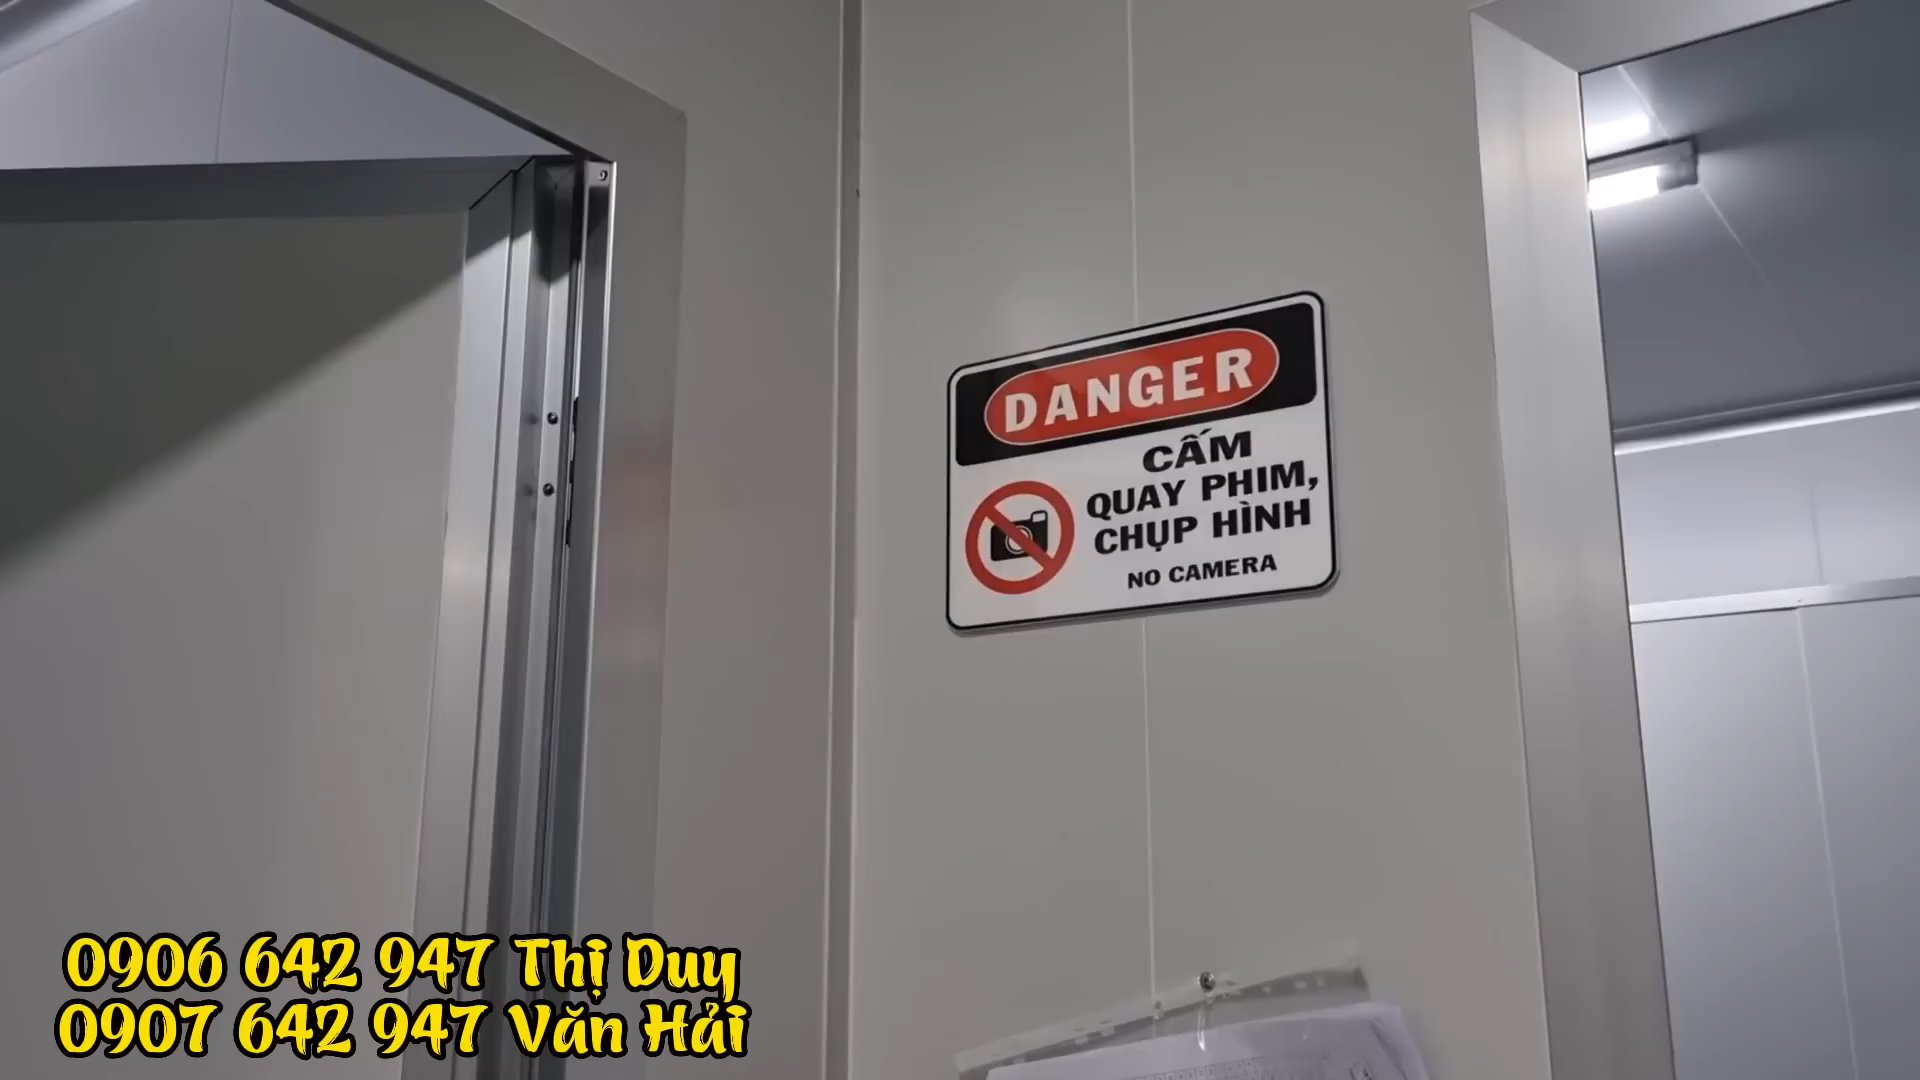 DANGER
CẤM
QUAY PHIM,
CHỤP HÌNH
NO CAMERA
0906 642 947 Thị Duy
0907 642 947 Văn Hải